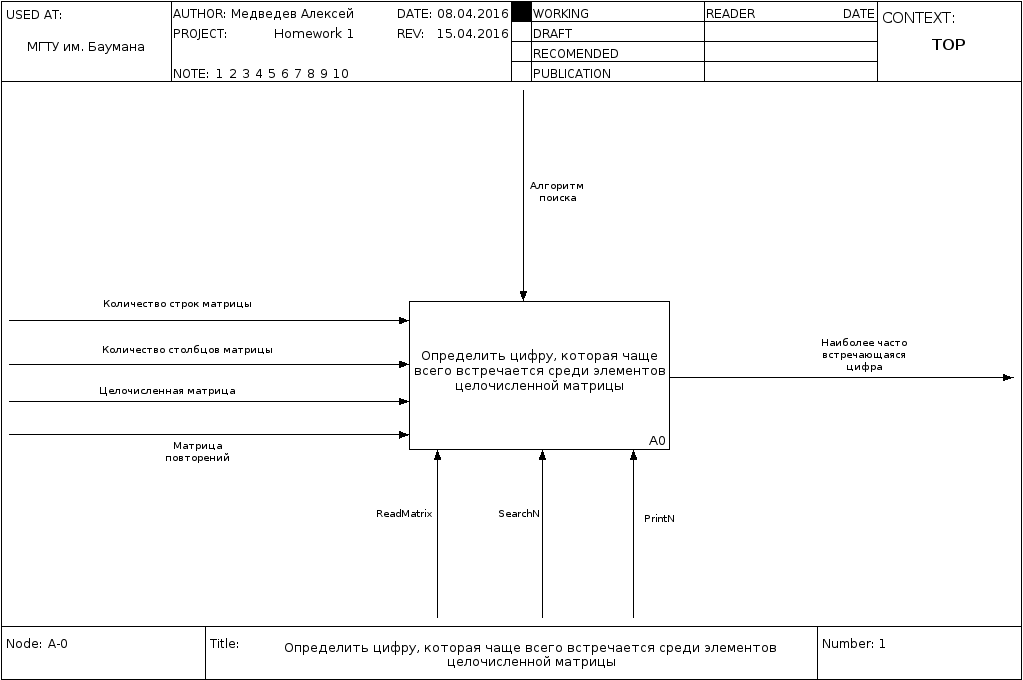 USED AT:
МГТУ им. Баумана
AUTHOR: Медведев Алексей
DATE: 08.04.2016
PROJECT: Homework 1
REV: 15.04.2016
NOTE: 1 2 3 4 5 6 7 8 9 10
WORKING
DRAFT
RECOMENDED
PUBLICATION
READER DATE
CONTEXT:
TOP
Алгоритм
поиска
Количество строк матрицы
Количество столбцов матрицы
Целочисленная матрица
Матрица
повторений
Определить цифру, которая чаще
всего встречается среди элементов
целочисленной матрицы
A0
Наиболее часто
встречающаяся
цифра
ReadMatrix
SearchN
PrintN
Node: A-0
Title:
Определить цифру, которая чаще всего встречается среди элементов
целочисленной матрицы
Number: 1